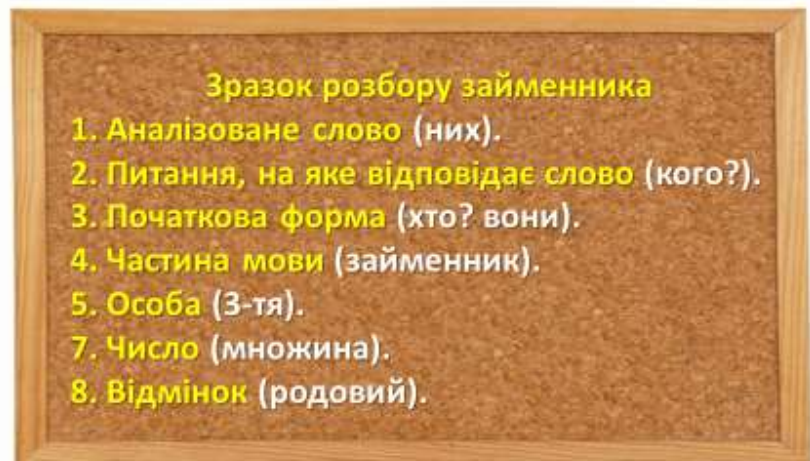 Зразок розбору займенника
1. Аналізоване слово (них).
2. Питання, на яке відповідає слово (кого?).
3. Початкова форма (хто? вони).
4. Частина мови (займенник).
5. Особа (3-тя).
7. Число (множина).
8. Відмінок (родовий).